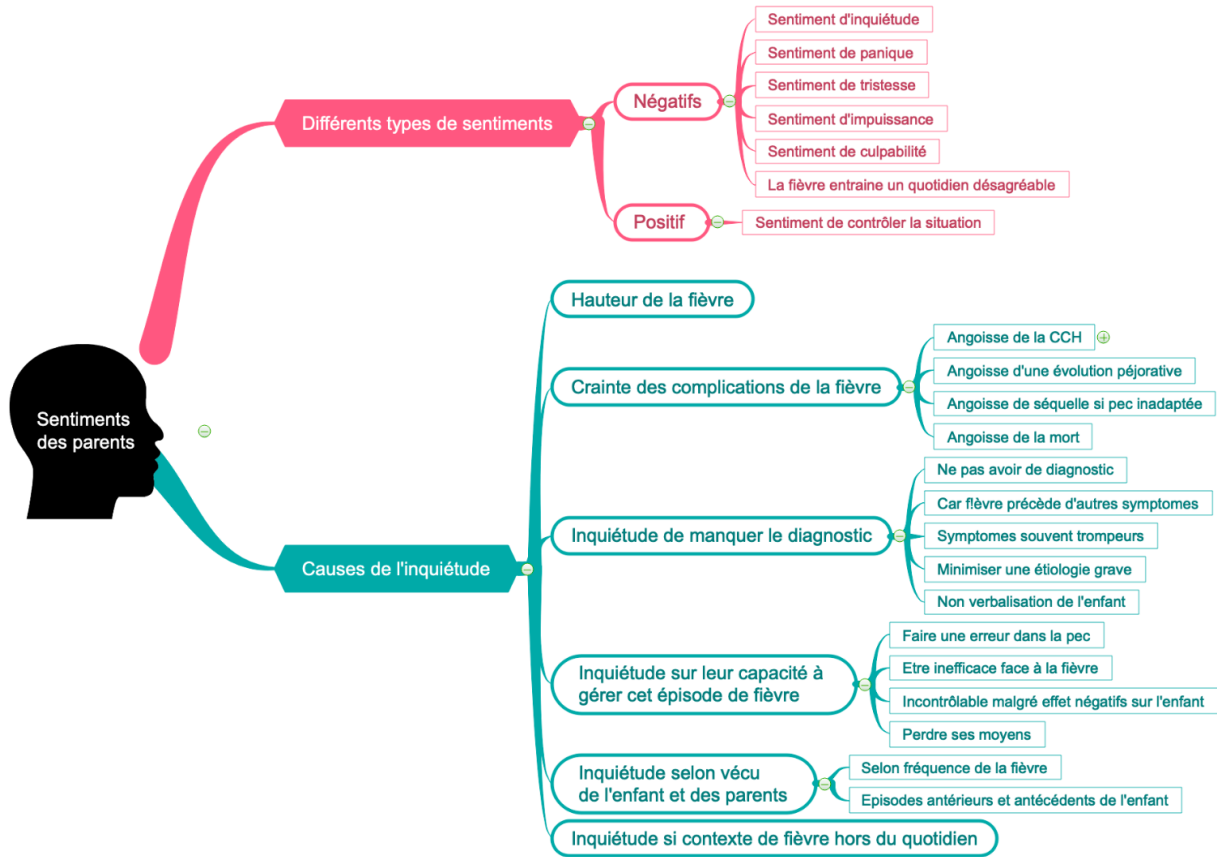 Sentiments
des parents
Différents types de sentiments
Négatifs
Sentiment d'inquiétude
Sentiment de panique
Sentiment de tristesse
Sentiment d'impuissance
Sentiment de culpabilité
La fièvre entraine un quotidien désagréable
Positif
Sentiment de contrôler la situation
Causes de l'inquiétude
Hauteur de la fièvre
Crainte des complications de la fièvre
Angoisse de la CCH
Angoisse d'une évolution péjorative
Angoisse de séquelle si pec inadaptée
Angoisse de la mort
Inquiétude de manquer le diagnostic
Ne pas avoir de diagnostic
Car fièvre précède d'autres symptomes
Symptomes souvent trompeurs
Minimiser une étiologie grave
Non verbalisation de l'enfant
Inquiétude sur leur capacité à
gérer cet épisode de fièvre
Faire une erreur dans la pec
Etre inefficace face à la fièvre
Incontrôlable malgré effet négatifs sur l'enfant
Perdre ses moyens
Inquiétude selon vécu
de l'enfant et des parents
Selon fréquence de la fièvre
Episodes antérieurs et antécédents de l'enfant
Inquiétude si contexte de fièvre hors du quotidien